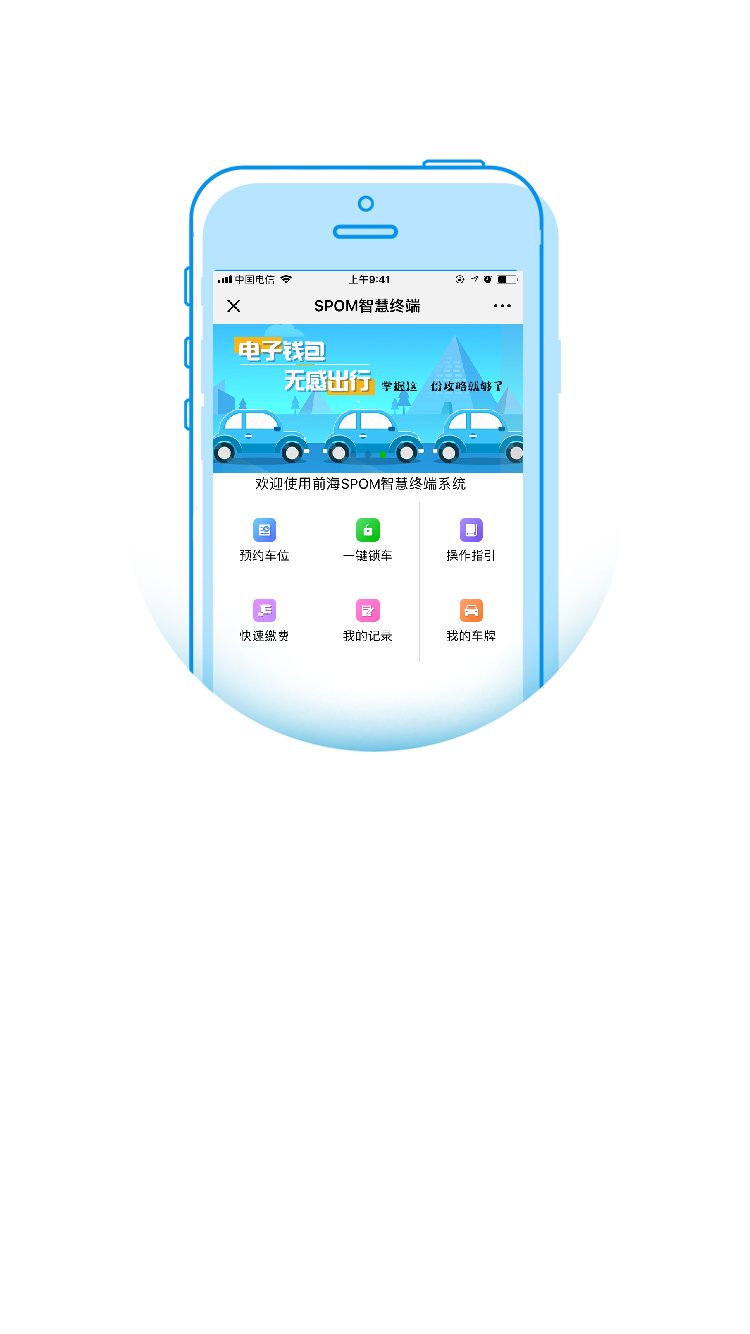 中国电信 上午9:41
SPOM智慧终端
电子钱包
无感出行 掌握这 份攻略就够了
欢迎使用前海SPOM智慧终端系统
预约车位 一键锁车 操作指引
快速缴费 我的记录 我的车牌